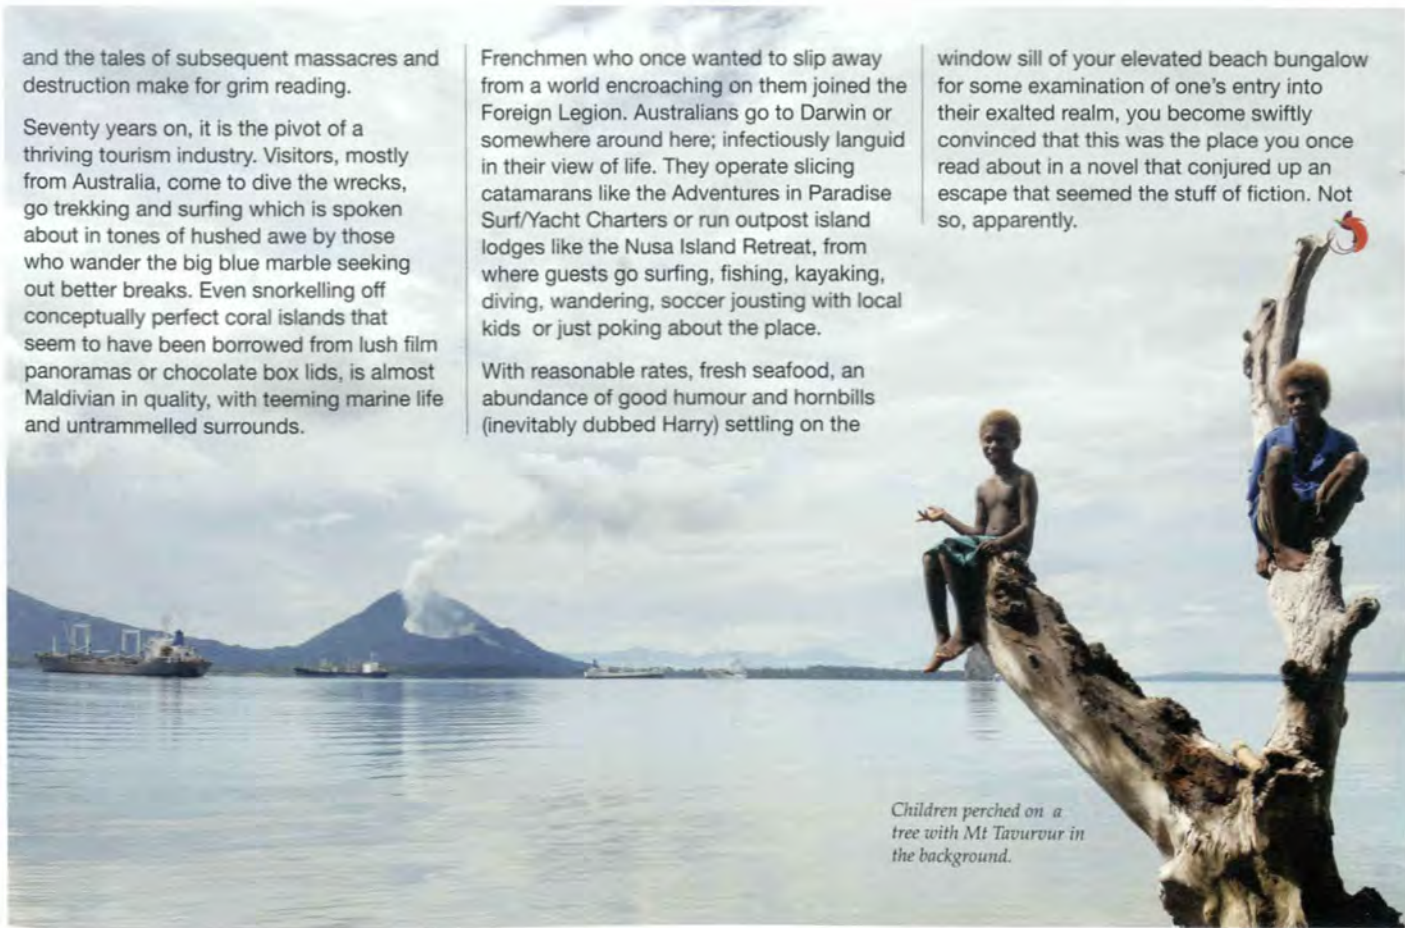 and the tales of subsequent massacres and
destruction make for grim reading.
Seventy years on, it is the pivot of a
thriving tourism industry. Visitors, mostly
from Australia, come to dive the wrecks,
go trekking and surfing which is spoken
about in tones of hushed awe by those
who wander the big blue marble seeking
out better breaks. Even snorkelling off
conceptually perfect coral islands that
seem to have been borrowed from lush film
panoramas or chocolate box lids, is almost
Maldivian in quality, with teeming marine life
and untrammelled surrounds.
Frenchmen who once wanted to slip away
from a world encroaching on them joined the
Foreign Legion. Australians go to Darwin or
somewhere around here; infectiously languid
in their view of life. They operate slicing
catamarans like the Adventures in Paradise
Surf/Yacht Charters or run outpost island
lodges like the Nusa Island Retreat, from
where guests go surfing, fishing, kayaking,
diving, wandering, soccer jousting with local
kids or just poking about the place.
With reasonable rates, fresh seafood, an
abundance of good humour and hornbills
(inevitably dubbed Harry) settling on the
window sill of your elevated beach bungalow
for some examination of one's entry into
their exalted realm, you become swiftly
convinced that this was the place you once
read about in a novel that conjured up an
escape that seemed the stuff of fiction. Not
so, apparently.
Children perched on a
tree with Mt Tavurvur in
the background.